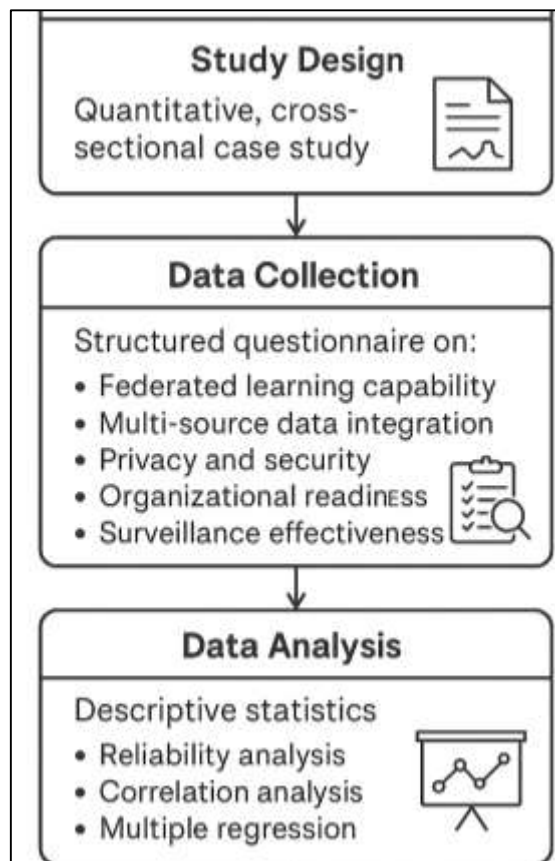 Study Design
Quantitative, cross-
sectional case study
Data Collection
Structured questionnaire on:
• Federated learning capability
• Multi-source data integration
• Privacy and security
• Organizational readinESS
• Surveillance effectiveness
Data Analysis
Descriptive statistics
• Reliability analysis
• Correlation analysis
• Multiple regression